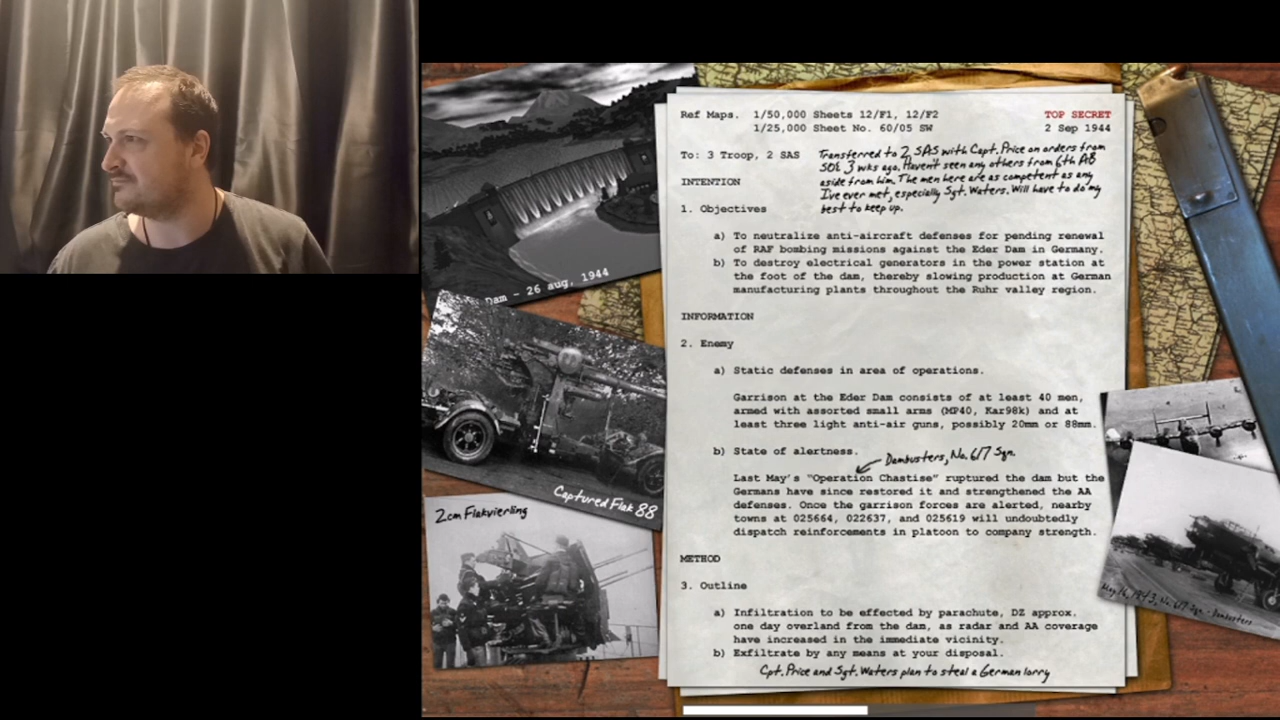 Ref Maps. 1/50,000 Sheets 12/F1, 12/F2
1/25,000 Sheet No. 60/05 SW
TOP SECRET
2 Sep 1944
To: 3 Troop, 2 SAS
Transferred to 2 SAS with Capt. Price on orders from
SOE 3 wks ago. Haven't seen any others from 6th AB
aside from him. The men here are as competent as any
I've ever met, especially Sgt. Waters. Will have to do my
best to keep up.
INTENTION
1. Objectives
a) To neutralize anti-aircraft defenses for pending renewal
of RAF bombing missions against the Eder Dam in Germany.
b) To destroy electrical generators in the power station at
the foot of the dam, thereby slowing production at German
manufacturing plants throughout the Ruhr valley region.
INFORMATION
2. Enemy
a) Static defenses in area of operations.
Garrison at the Eder Dam consists of at least 40 men,
armed with assorted small arms (MP40, Kar98k) and at
least three light anti-air guns, possibly 20mm or 88mm.
b) State of alertness.
Dambusters, No. 617 Sqn.
Last May's "Operation Chastise" ruptured the dam but the
Germans have since restored it and strengthened the AA
defenses. Once the garrison forces are alerted, nearby
towns at 025664, 022637, and 025619 will undoubtedly
dispatch reinforcements in platoon to company strength.
METHOD
3. Outline
a) Infiltration to be effected by parachute, DZ approx.
one day overland from the dam, as radar and AA coverage
have increased in the immediate vicinity.
b) Exfiltrate by any means at your disposal.
Cpt. Price and Sgt. Waters plan to steal a German lorry
Dam - 26 aug. 1944
Captured Flak 88
2cm Flakvierling
May 16, 1943, No. 617 Sqn - Dambusters